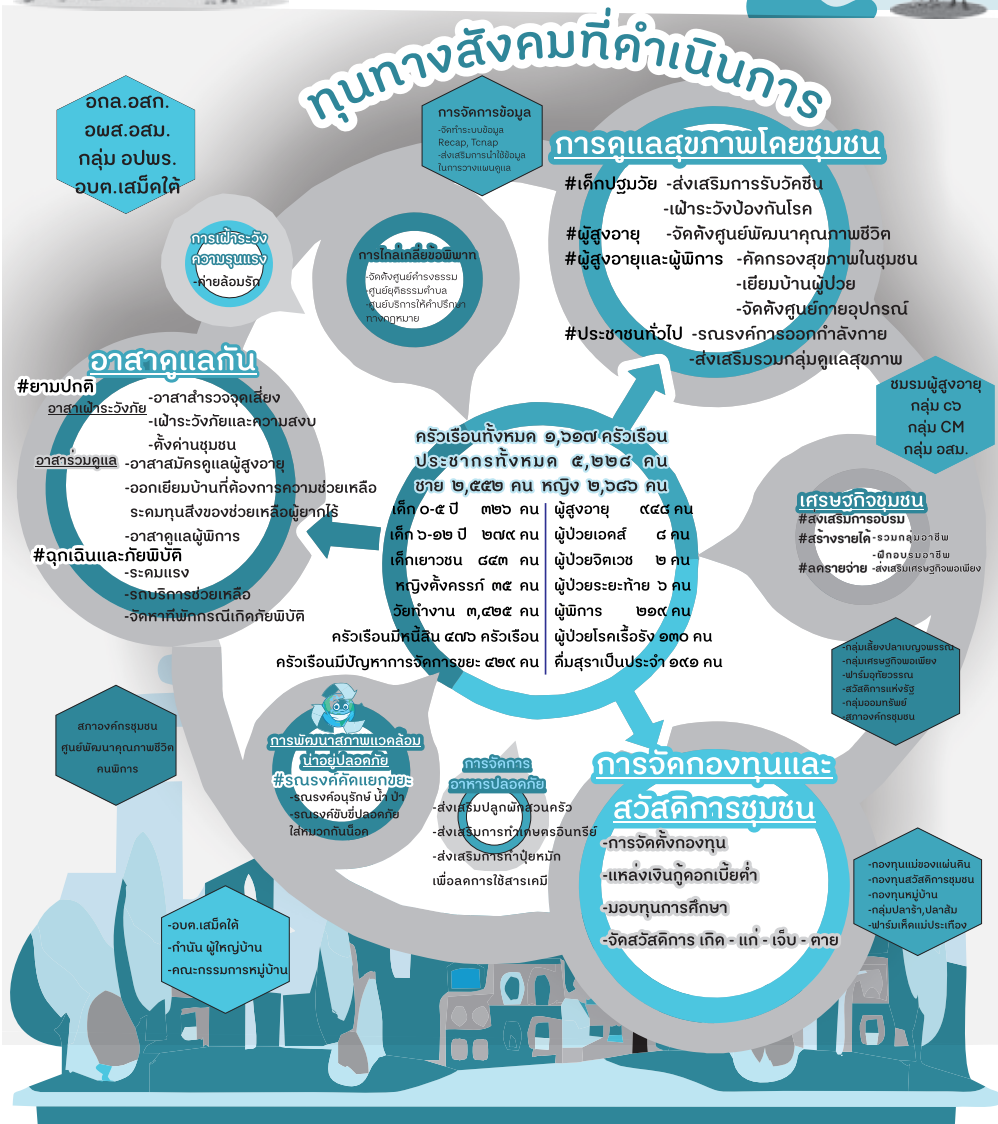 ทุนทางสังคมที่ดำเนินการ
อถล.อสก.
อผส.อสม.
กลุ่ม อปพร.
อบต.เสม็ดใต้
การจัดการข้อมูล
-จัดทำระบบข้อมูล
Recap, Tcnap
-ส่งเสริมการนำใช้ข้อมูล
ในการวางแผนดูแล
การดูแลสุขภาพโดยชุมชน
#เด็กปฐมวัย -ส่งเสริมการรับวัคซีน
-เฝ้าระวังป้องกันโรค
#ผู้สูงอายุ -จัดตั้งศูนย์พัฒนาคุณภาพชีวิต
#ผู้สูงอายุและผู้พิการ -คัดกรองสุขภาพในชุมชน
-เยี่ยมบ้านผู้ป่วย
-จัดตั้งศูนย์กายอุปกรณ์
#ประชาชนทั่วไป -รณรงค์การออกกำลังกาย
-ส่งเสริมรวมกลุ่มดูแลสุขภาพ
การเฝ้าระวัง
ความรุนแรง
-ค่ายล้อมรัก
การไกล่เกลี่ยข้อพิพาท
-จัดตั้งศูนย์ดำรงธรรม
-ศูนย์ยุติธรรมตำบล
-ศูนย์บริการให้คำปรึกษา
ทางกฎหมาย
อาสาดูแลกัน
#ยามปกติ
อาสาเฝ้าระวังภัย -อาสาสำรวจจุดเสี่ยง
-เฝ้าระวังภัยและความสงบ
-ตั้งด่านชุมชน
อาสาร่วมดูแล -อาสาสมัครดูแลผู้สูงอายุ
-ออกเยี่ยมบ้านที่ต้องการความช่วยเหลือ
ระดมทุนสิ่งของช่วยเหลือผู้ยากไร้
-อาสาดูแลผู้พิการ
#ฉุกเฉินและภัยพิบัติ
-ระดมแรง
-รถบริการช่วยเหลือ
-จัดหาที่พักกรณีเกิดภัยพิบัติ
ชมรมผู้สูงอายุ
กลุ่ม c๖
กลุ่ม CM
กลุ่ม อสม.
ครัวเรือนทั้งหมด ๑,๖๑๗ ครัวเรือน
ประชากรทั้งหมด ๕,๒๒๘ คน
ชาย ๒,๕๕๒ คน หญิง ๒,๖๘๖ คน
เด็ก ๐-๕ ปี ๓๒๖ คน ผู้สูงอายุ ๙๔๘ คน
เด็ก ๖-๑๒ ปี ๒๗๙ คน ผู้ป่วยเอดส์ ๘ คน
เด็กเยาวชน ๘๔๓ คน ผู้ป่วยจิตเวช ๒ คน
หญิงตั้งครรภ์ ๓๕ คน ผู้ป่วยระยะท้าย ๖ คน
วัยทำงาน ๓,๔๒๕ คน ผู้พิการ ๒๑๙ คน
ครัวเรือนมีหนี้สิน ๔๗๖ ครัวเรือน ผู้ป่วยโรคเรื้อรัง ๑๓๐ คน
ครัวเรือนมีปัญหาการจัดการขยะ ๔๒๙ คน ดื่มสุราเป็นประจำ ๑๙๑ คน
เศรษฐกิจชุมชน
#ส่งเสริมการอบรม
#สร้างรายได้ -รวมกลุ่มอาชีพ
-ฝึกอบรมอาชีพ
#ลดรายจ่าย -ส่งเสริมเศรษฐกิจพอเพียง
-กลุ่มเลี้ยงปลาเบญจพรรณ
-กลุ่มเศรษฐกิจพอเพียง
-ฟาร์มอุทัยวรรณ
-สวัสดิการแห่งรัฐ
-กลุ่มออมทรัพย์
-สภาองค์กรชุมชน
สภาองค์กรชุมชน
ศูนย์พัฒนาคุณภาพชีวิต
คนพิการ
การพัฒนาสภาพแวดล้อม
น่าอยู่ปลอดภัย
#รณรงค์คัดแยกขยะ
-รณรงค์อนุรักษ์ น้ำ ป่า
-รณรงค์ขับขี่ปลอดภัย
ใส่หมวกกันน็อค
การจัดการ
อาหารปลอดภัย
-ส่งเสริมปลูกผักสวนครัว
-ส่งเสริมการทำเกษตรอินทรีย์
-ส่งเสริมการทำปุ๋ยหมัก
เพื่อลดการใช้สารเคมี
การจัดกองทุนและ
สวัสดิการชุมชน
-การจัดตั้งกองทุน
-แหล่งเงินกู้ดอกเบี้ยต่ำ
-มอบทุนการศึกษา
-จัดสวัสดิการ เกิด - แก่ - เจ็บ - ตาย
-กองทุนแม่ของแผ่นดิน
-กองทุนสวัสดิการชุมชน
-กองทุนหมู่บ้าน
-กลุ่มปลาร้า,ปลาส้ม
-ฟาร์มเห็ดแม่ประเทือง
-อบต.เสม็ดใต้
-กำนัน ผู้ใหญ่บ้าน
-คณะกรรมการหมู่บ้าน